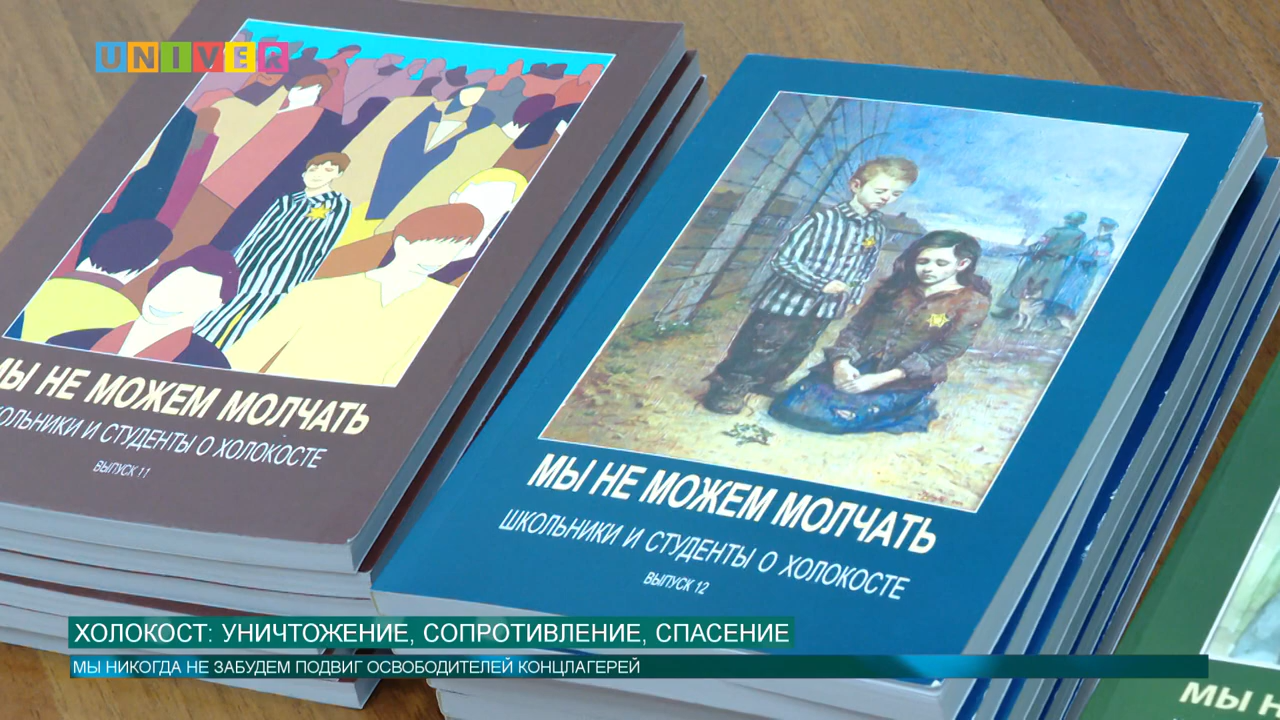 UNIVER
МЫ НЕ МОЖЕМ МОЛЧАТЬ
ШКОЛЬНИКИ И СТУДЕНТЫ О ХОЛОКОСТЕ
ВЫПУСК 11
МЫ НЕ МОЖЕМ МОЛЧАТЬ
ШКОЛЬНИКИ И СТУДЕНТЫ О ХОЛОКОСТЕ
ВЫПУСК 12
МЫ Н
ХОЛОКОСТ: УНИЧТОЖЕНИЕ, СОПРОТИВЛЕНИЕ, СПАСЕНИЕ
МЫ НИКОГДА НЕ ЗАБУДЕМ ПОДВИГ ОСВОБОДИТЕЛЕЙ КОНЦЛАГЕРЕЙ